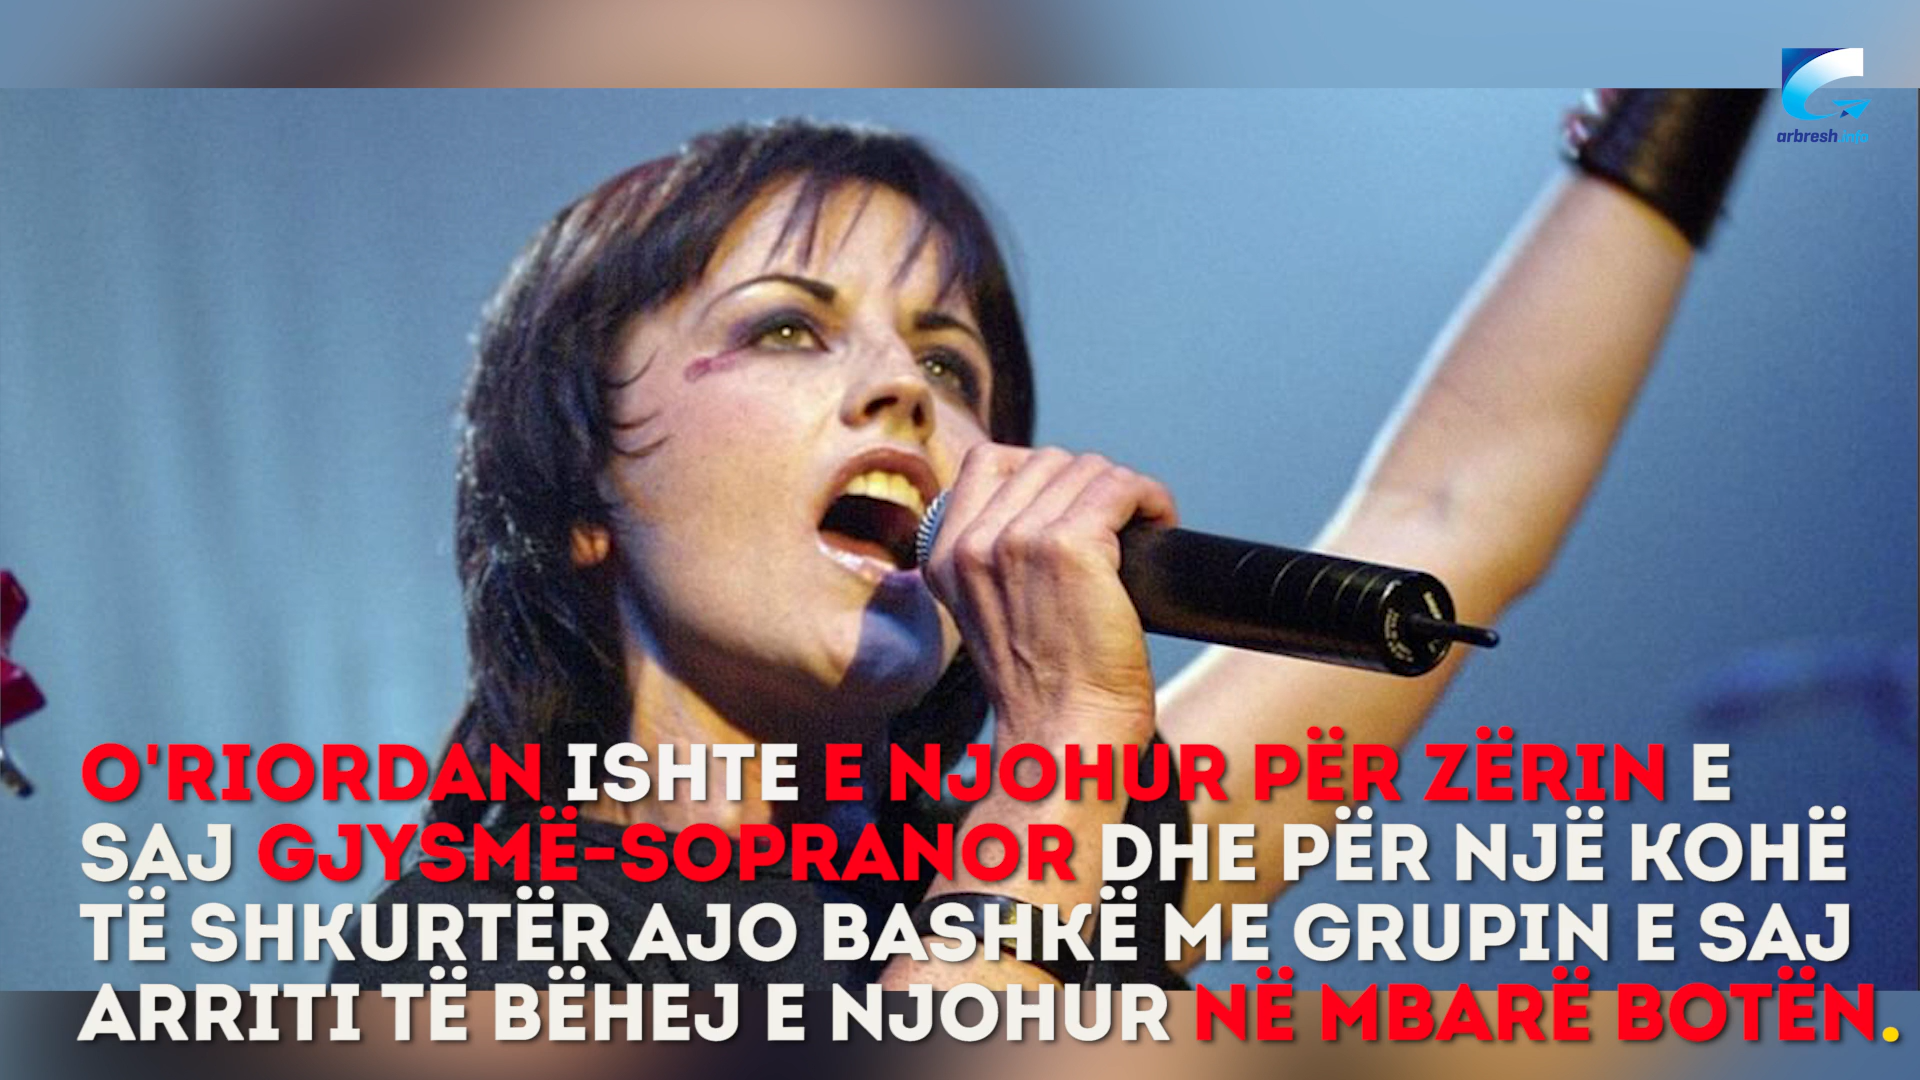 arbresh.info
O'RIORDAN ISHTE E NJOHUR PËR ZËRIN E
SAJ GJYSMË-SOPRANOR DHE PËR NJË KOHË
TË SHKURTËR AJO BASHKË ME GRUPIN E SAJ
ARRITI TË BËHEJ E NJOHUR NË MBARË BOTËN.